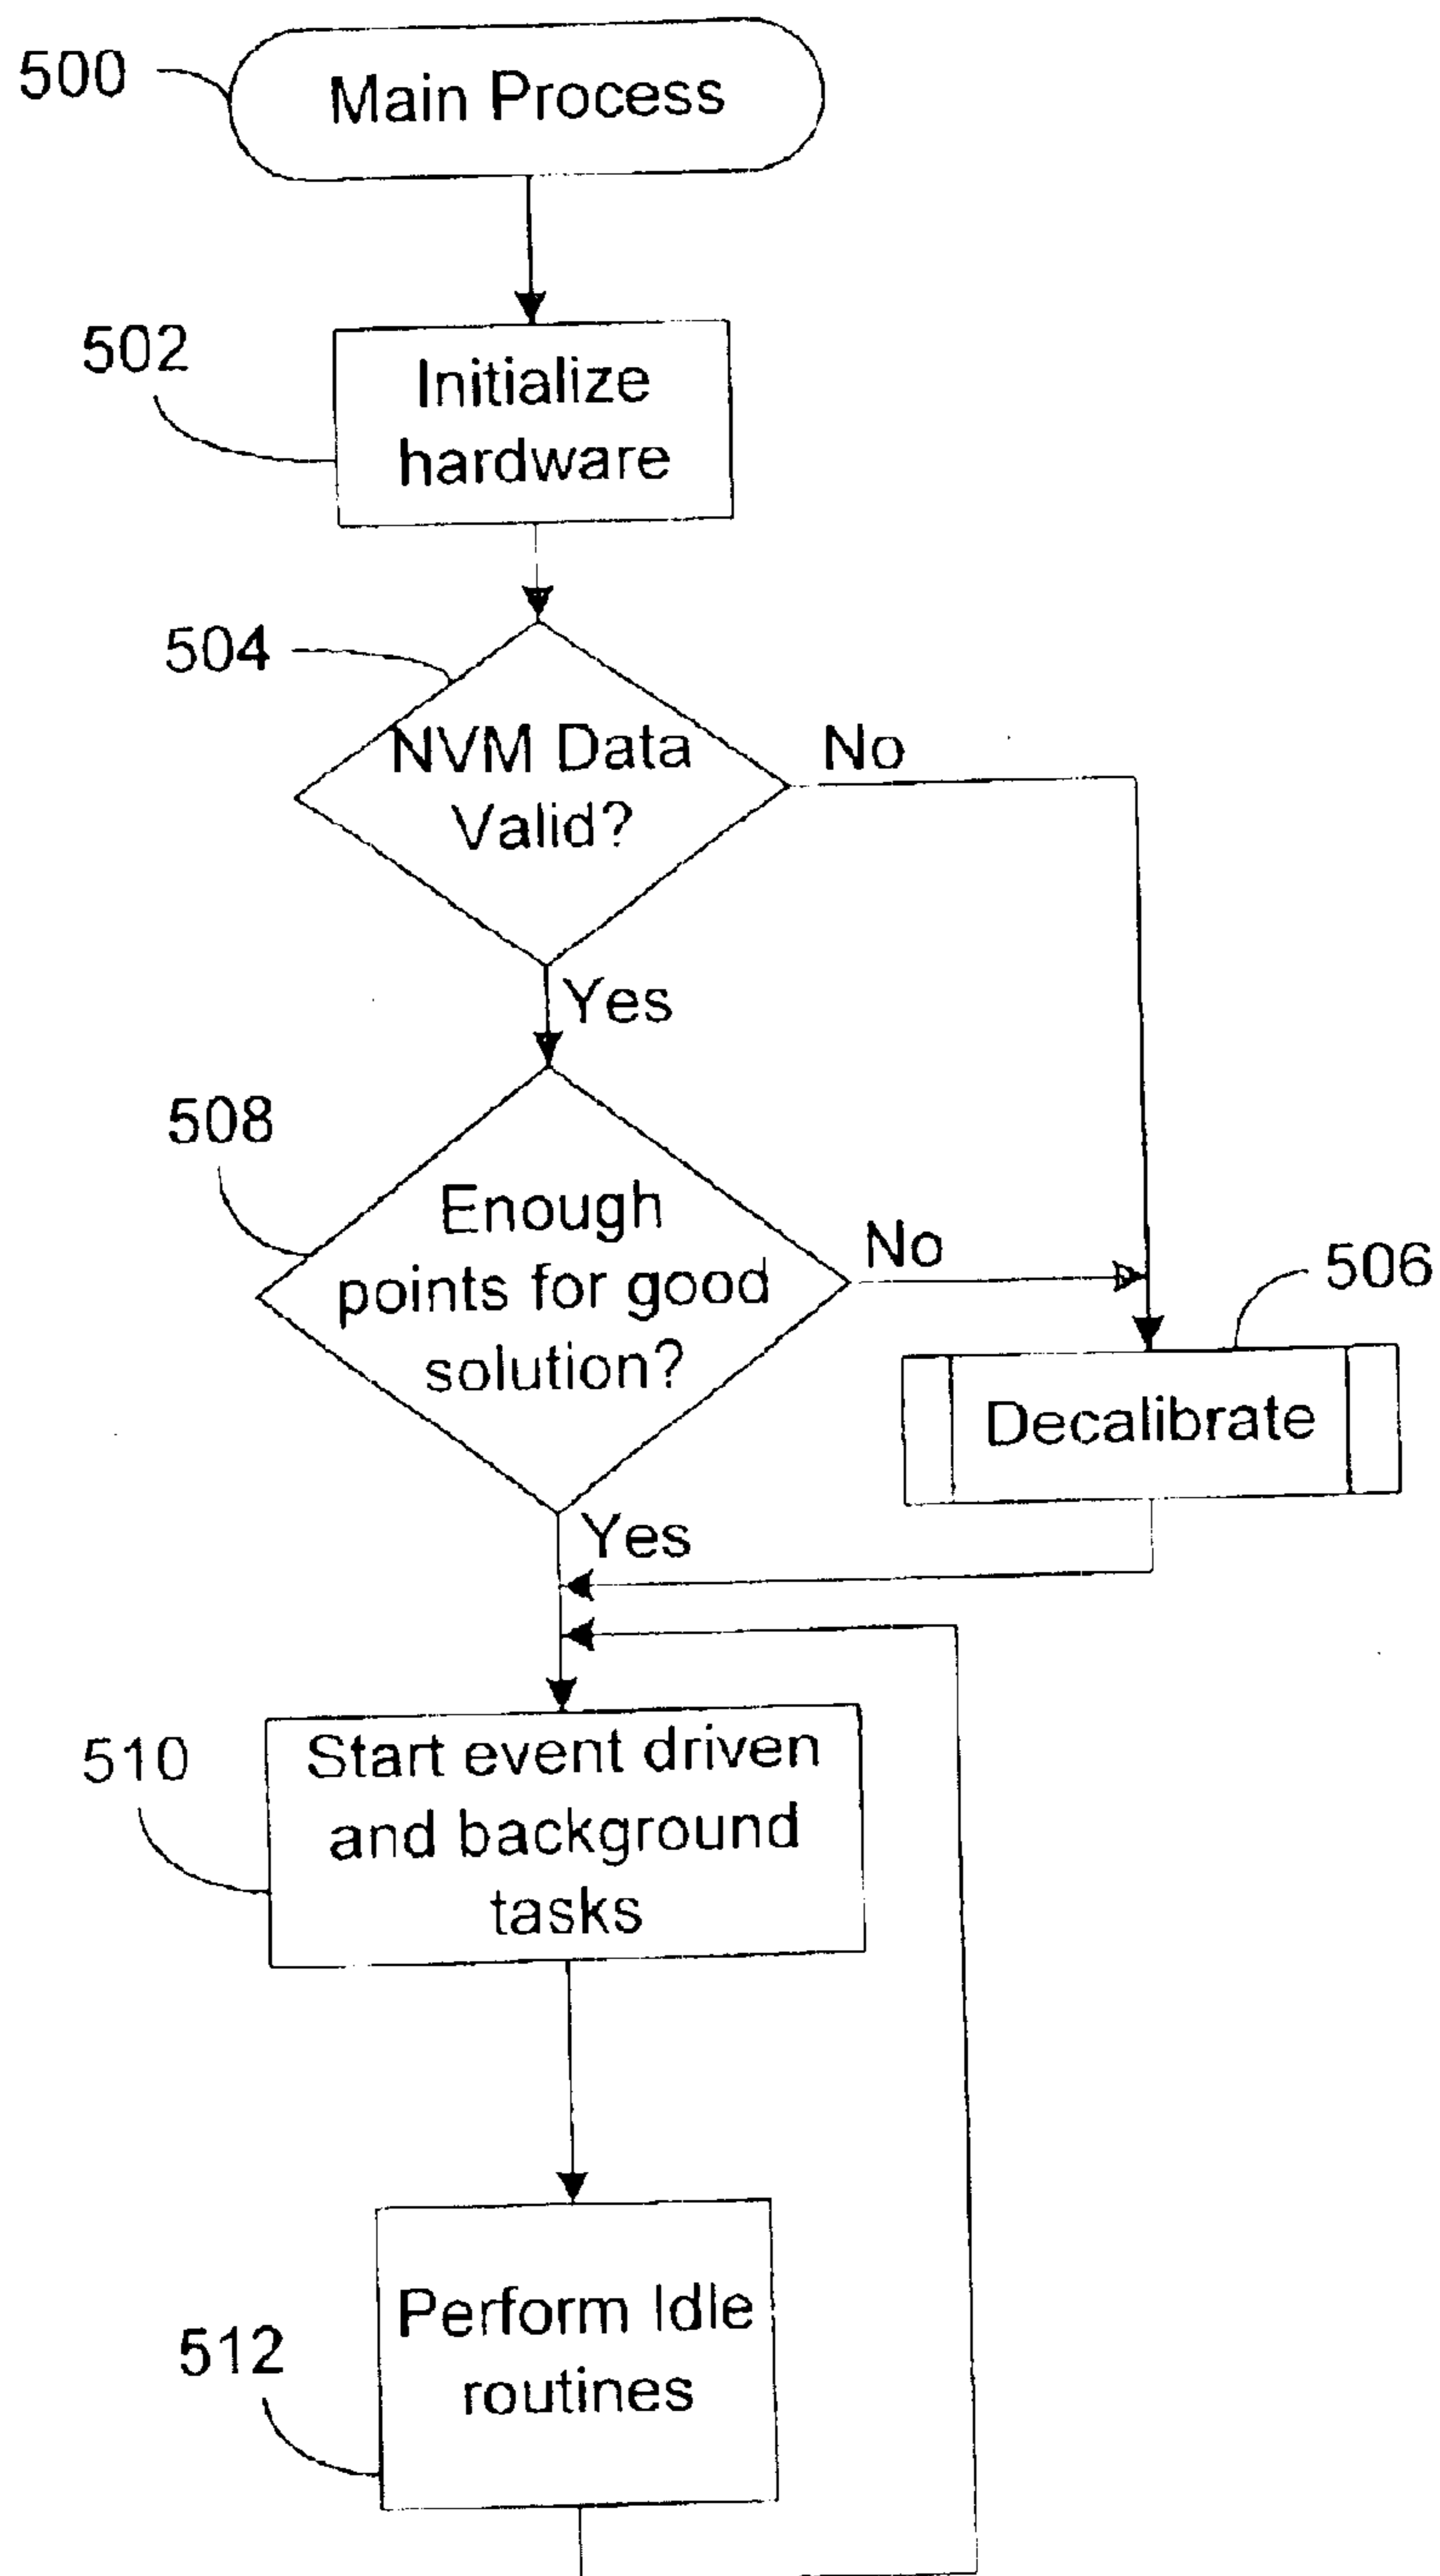 500
Main Process
502
Initialize
hardware
504
NVM Data
Valid?
No
Yes
508
Enough
points for good
solution?
No
506
Decalibrate
Yes
510
Start event driven
and background
tasks
512
Perform Idle
routines